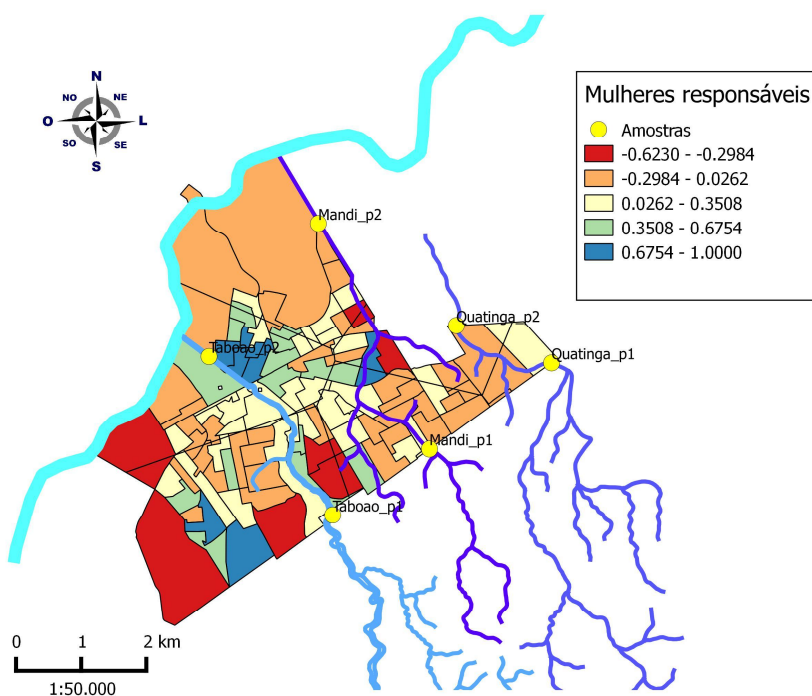 N
NO
NE
O
L
SO
SE
S
Mulheres responsáveis
Amostras
-0.6230 - -0.2984
-0.2984 - 0.0262
0.0262 - 0.3508
0.3508 - 0.6754
0.6754 - 1.0000
Mandi_p2
Quatinga_p2
Taboao_p2
Quatinga_p1
Mandi_p1
Taboao_p1
0 1 2 km
1:50.000